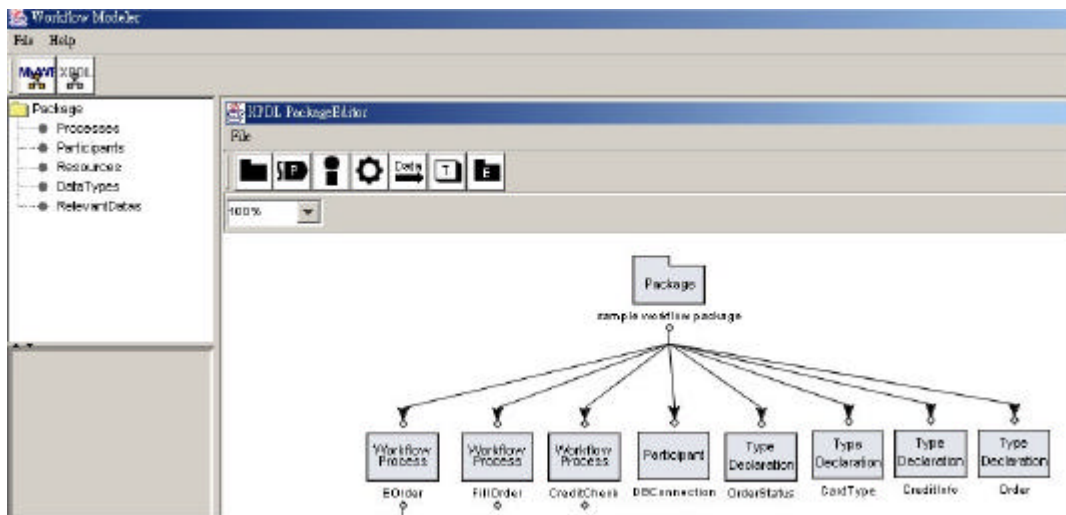 Workflow Modeler
File Help
XPDL
Package
Processes
Participants
Resources
DataTypes
RelevantDatas
XPDL PackageEditor
File
P Data T E
100%
Package
sample workflow package
Workflow Process
Workflow Process
Workflow Process
Participant
Type Declaration
Type Declaration
Type Declaration
Type Declaration
EOrder FillOrder CreditCheck DBConnection OrderStatus CardType CreditInfo Order